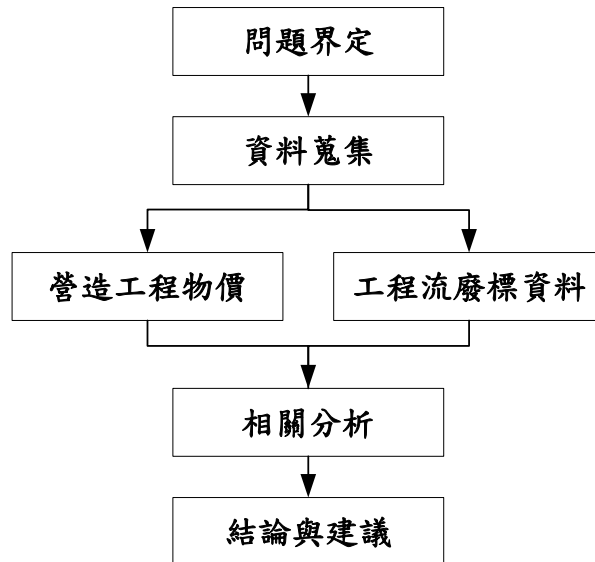 問題界定
資料蒐集
營造工程物價
工程流廢標資料
相關分析
結論與建議